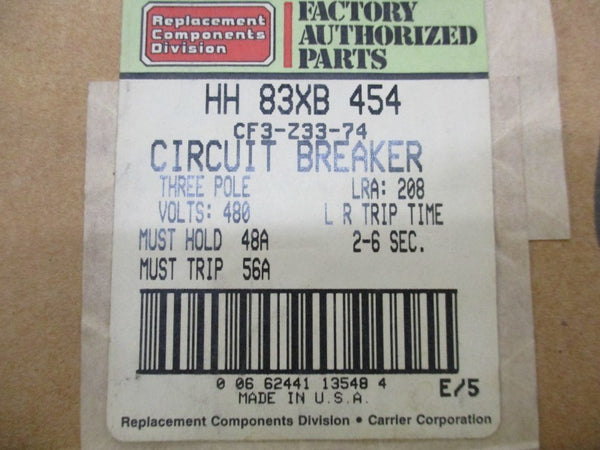 Replacement
Components
Division
FACTORY
AUTHORIZED
PARTS
HH 83XB 454
CF3-Z33-74
CIRCUIT BREAKER
THREE POLE LRA: 208
VOLTS: 480 L R TRIP TIME
MUST HOLD 48A 2-6 SEC.
MUST TRIP 56A
0 06 62441 13548 4
MADE IN U.S.A. E/5
Replacement Components Division • Carrier Corporation